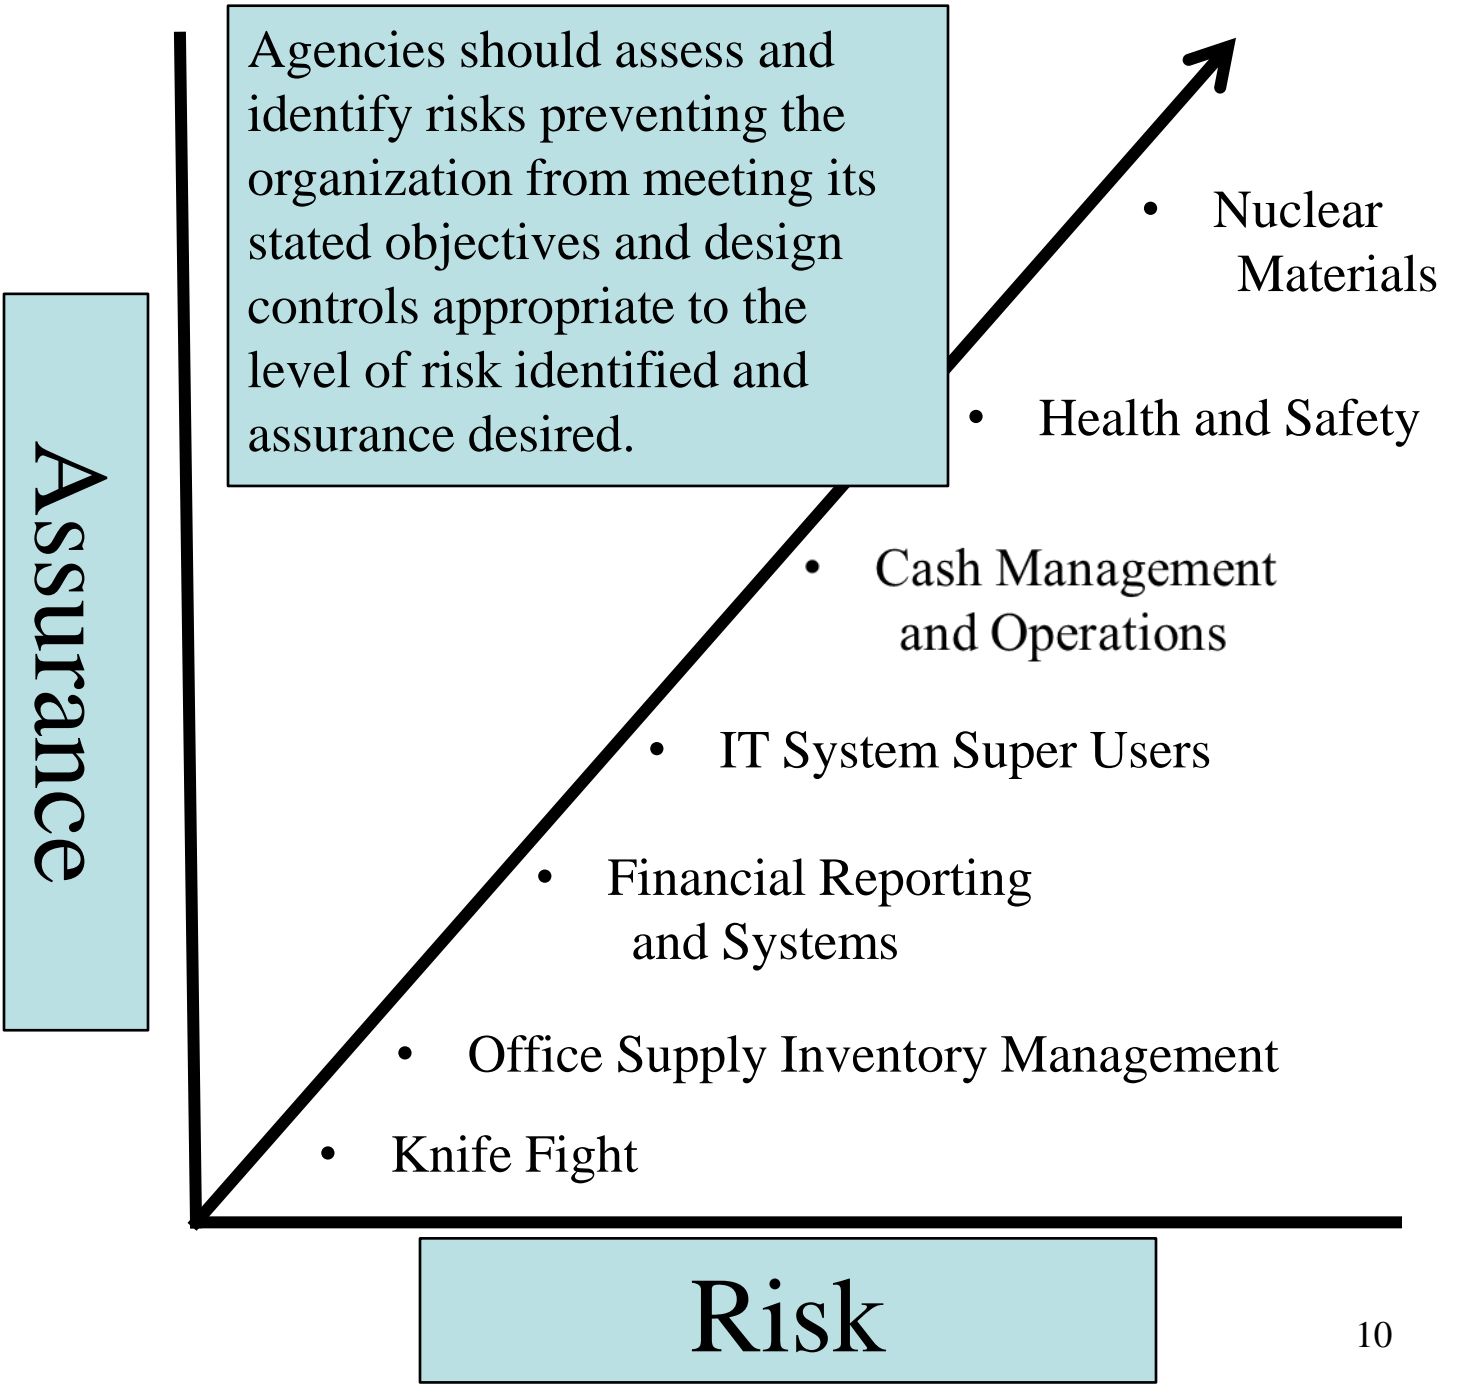 Agencies should assess and
identify risks preventing the
organization from meeting its
stated objectives and design
controls appropriate to the
level of risk identified and
assurance desired.
• Nuclear
Materials
• Health and Safety
• Cash Management
and Operations
• IT System Super Users
• Financial Reporting
and Systems
• Office Supply Inventory Management
• Knife Fight
Assurance
Risk
10